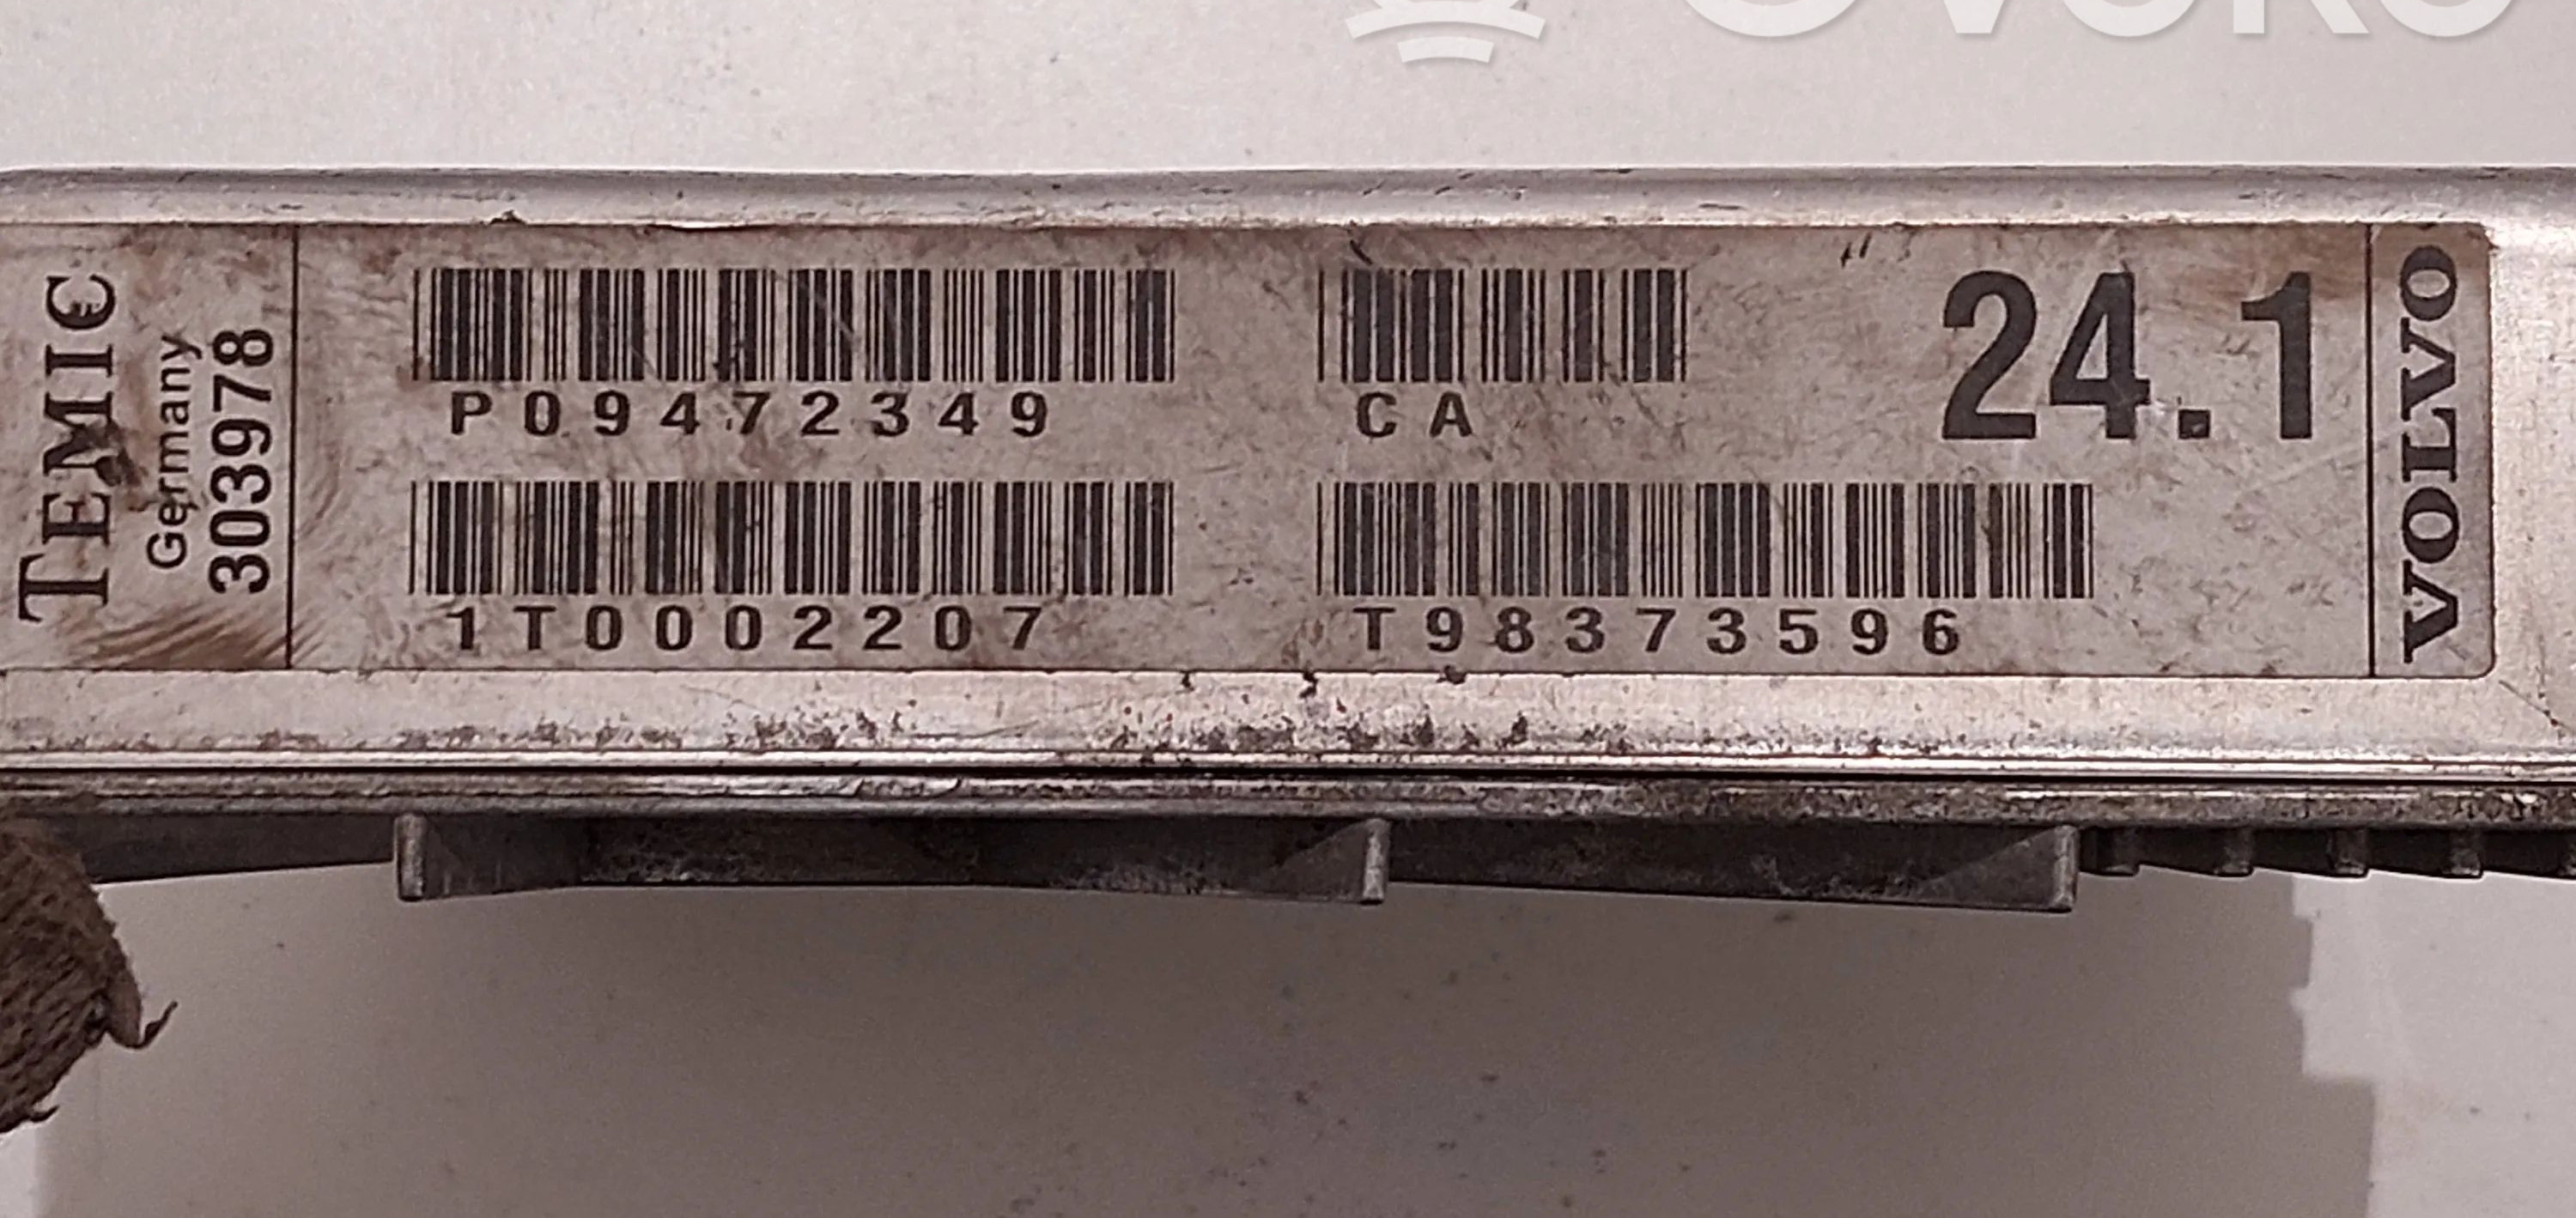 TEMIC
Germany
303978
P09472349
CA
24.1
1T0002207
T98373596
VOLVO